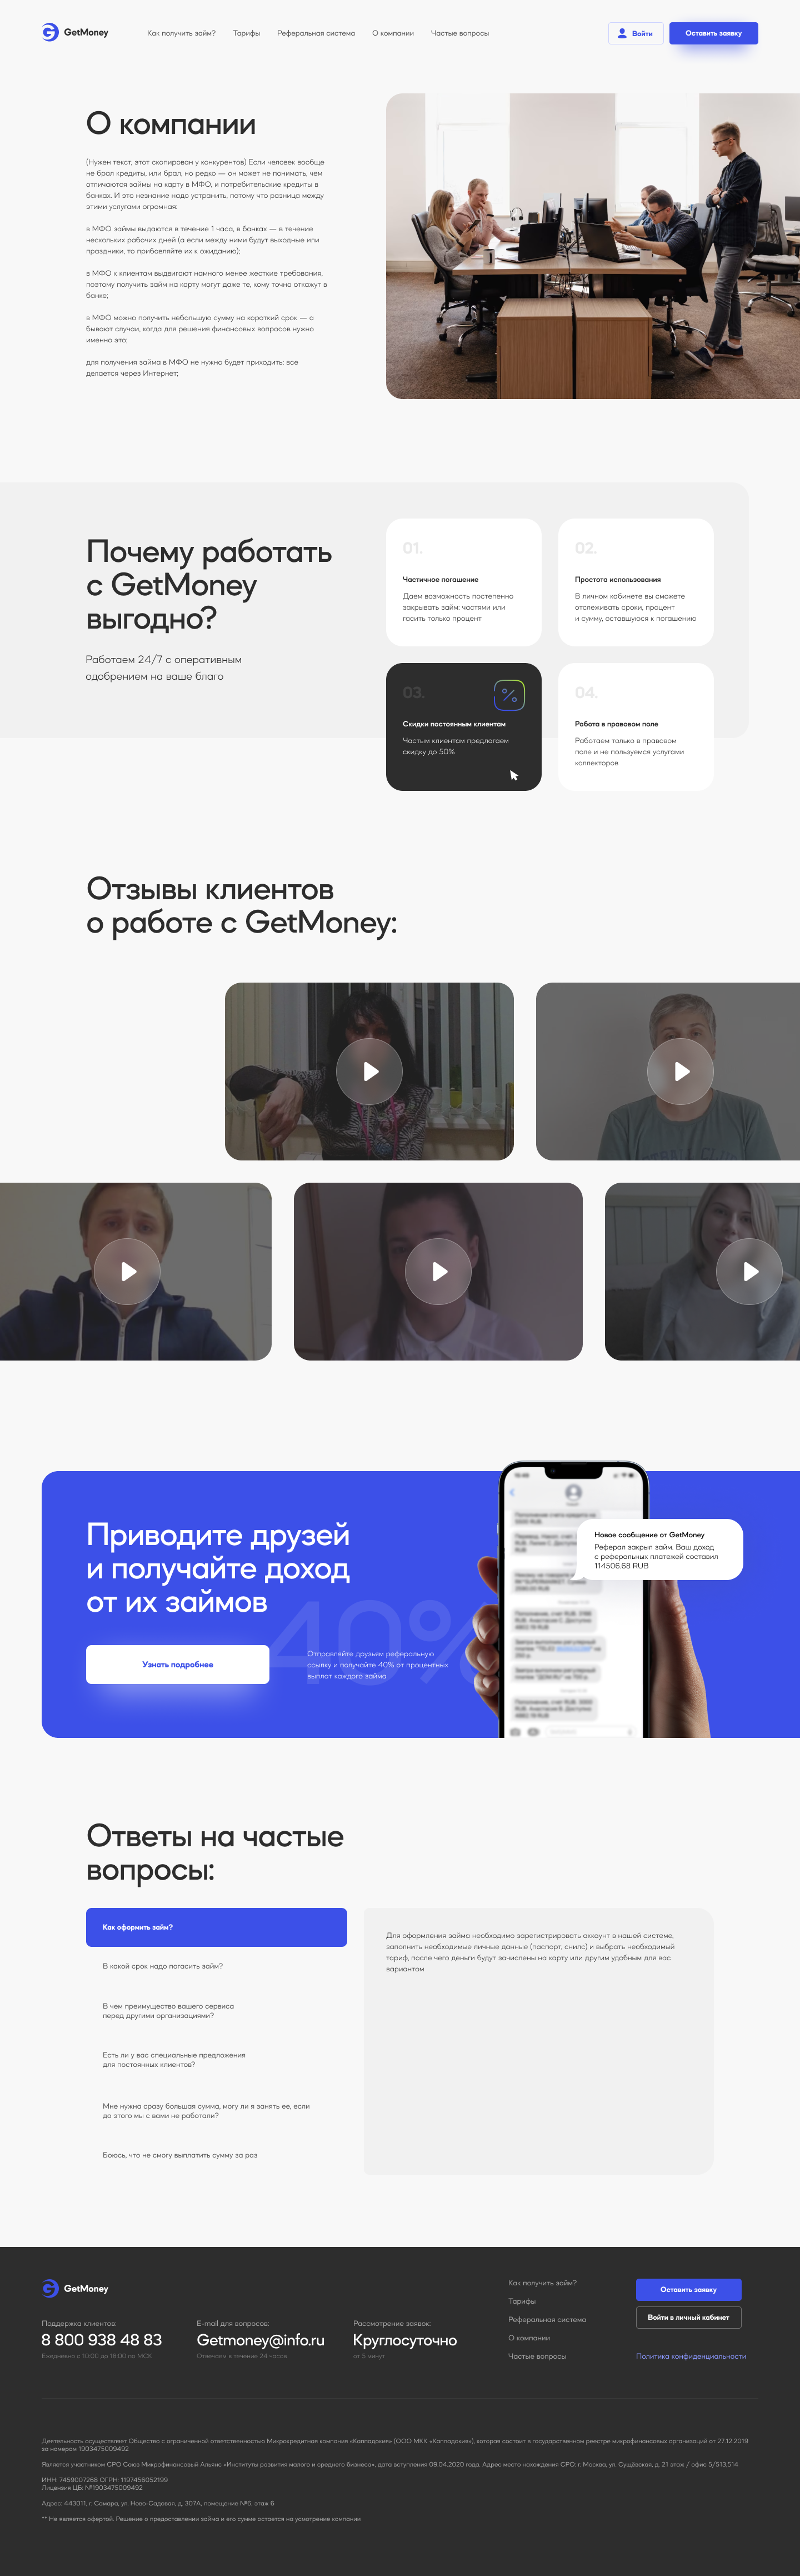 GetMoney
Как получить займ?
Тарифы
Реферальная система
О компании
Частые вопросы
Войти
Оставить заявку
О компании
(Нужен текст, этот скопирован у конкурентов) Если человек вообще
не брал кредиты, или брал, но редко — он может не понимать, чем
отличаются займы на карту в МФО, и потребительские кредиты в
банках. И это незнание надо устранить, потому что разница между
этими услугами огромная:
в МФО займы выдаются в течение 1 часа, в банках — в течение
нескольких рабочих дней (а если между ними будут выходные или
праздники, то прибавляйте их к ожиданию);
в МФО к клиентам выдвигают намного менее жесткие требования,
поэтому получить займ на карту могут даже те, кому точно откажут в
банке;
в МФО можно получить небольшую сумму на короткий срок — а
бывают случаи, когда для решения финансовых вопросов нужно
именно это;
для получения займа в МФО не нужно будет приходить: все
делается через Интернет;
Почему работать
с GetMoney
выгодно?
Работаем 24/7 с оперативным
одобрением на ваше благо
01.
Частичное погашение
Даем возможность постепенно
закрывать займ: частями или
гасить только процент
02.
Простота использования
В личном кабинете вы сможете
отслеживать сроки, процент
и сумму, оставшуюся к погашению
03.
Скидки постоянным клиентам
Частым клиентам предлагаем
скидку до 50%
04.
Работа в правовом поле
Работаем только в правовом
поле и не пользуемся услугами
коллекторов
Отзывы клиентов
о работе с GetMoney:
Приводите друзей
и получайте доход
от их займов
40%
Узнать подробнее
Отправляйте друзьям реферальную
ссылку и получайте 40% от процентных
выплат каждого займа
Новое сообщение от GetMoney
Реферал закрыл займ. Ваш доход
с реферальных платежей составил
114506.68 RUB
Ответы на частые
вопросы:
Как оформить займ?
В какой срок надо погасить займ?
В чем преимущество вашего сервиса
перед другими организациями?
Есть ли у вас специальные предложения
для постоянных клиентов?
Мне нужна сразу большая сумма, могу ли я занять ее, если
до этого мы с вами не работали?
Боюсь, что не смогу выплатить сумму за раз
Для оформления займа необходимо зарегистрировать аккаунт в нашей системе,
заполнить необходимые личные данные (паспорт, снилс) и выбрать необходимый
тариф, после чего деньги будут зачислены на карту или другим удобным для вас
вариантом
GetMoney
Поддержка клиентов:
8 800 938 48 83
Ежедневно с 10:00 до 18:00 по МСК
E-mail для вопросов:
Getmoney@info.ru
Отвечаем в течение 24 часов
Рассмотрение заявок:
Круглосуточно
от 5 минут
Как получить займ?
Тарифы
Реферальная система
О компании
Частые вопросы
Оставить заявку
Войти в личный кабинет
Политика конфиденциальности
Деятельность осуществляет Общество с ограниченной ответственностью Микрокредитная компания «Каппадокия» (ООО МКК «Каппадокия»), которая состоит в государственном реестре микрофинансовых организаций от 27.12.2019
за номером 1903475009492
Является участником СРО Союз Микрофинансовый Альянс «Институты развития малого и среднего бизнеса», дата вступления 09.04.2020 года. Адрес место нахождения СРО: г. Москва, ул. Сущёвская, д. 21 этаж / офис 5/513,514
ИНН: 7459007268 ОГРН: 1197456052199
Лицензия ЦБ: №1903475009492
Адрес: 443011, г. Самара, ул. Ново-Садовая, д. 307А, помещение №6, этаж 6
** Не является офертой. Решение о предоставлении займа и его сумме остается на усмотрение компании